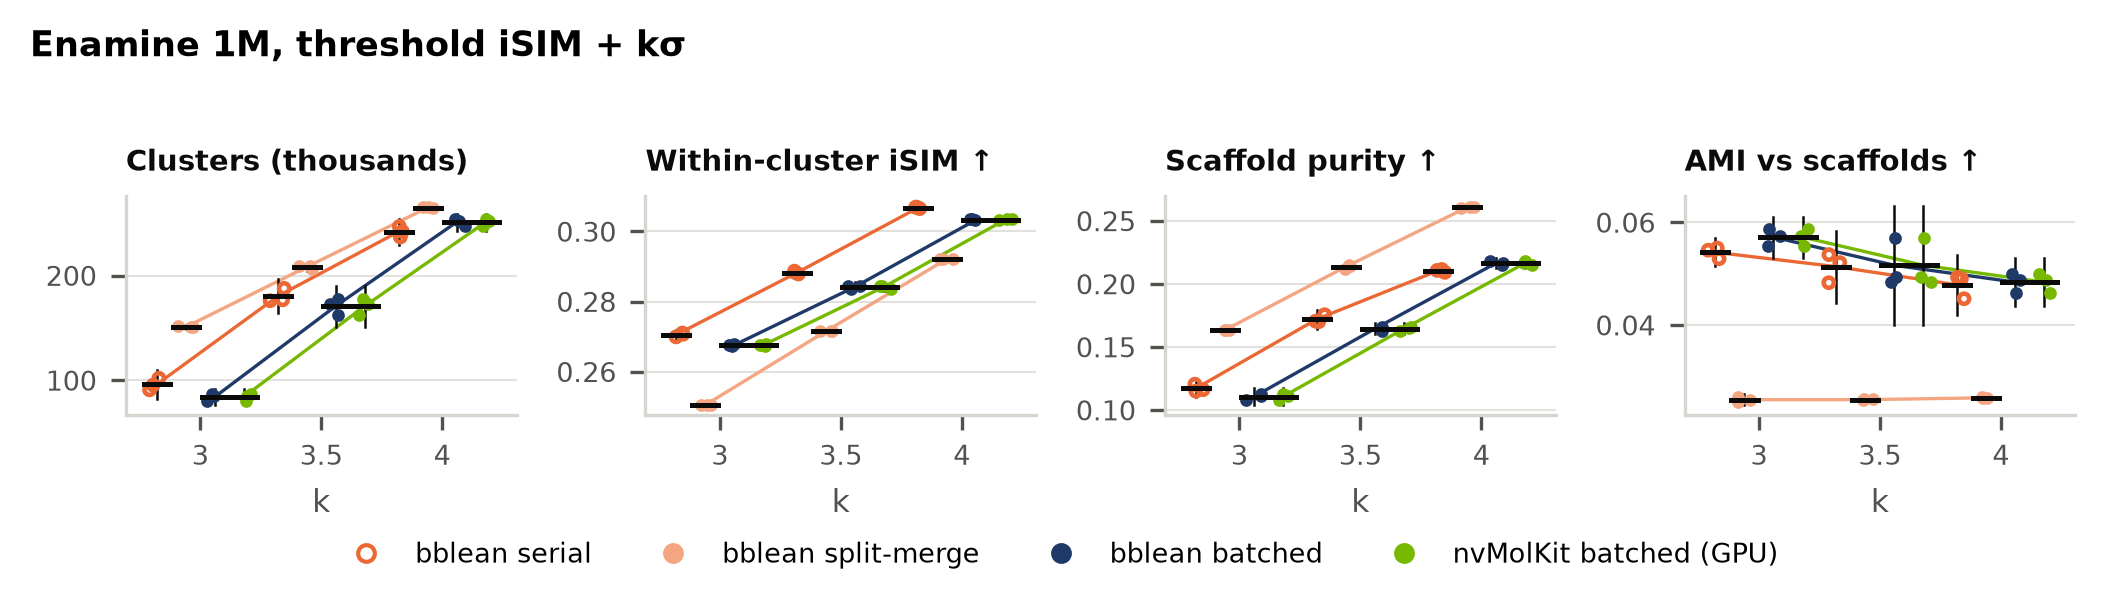 Enamine 1M, threshold iSIM + kσ
Clusters (thousands)
200
100
3 3.5 4
k
Within-cluster iSIM ↑
0.30
0.28
0.26
3 3.5 4
k
Scaffold purity ↑
0.25
0.20
0.15
0.10
3 3.5 4
k
AMI vs scaffolds ↑
0.06
0.04
3 3.5 4
k
bblean serial bblean split-merge bblean batched nvMolKit batched (GPU)